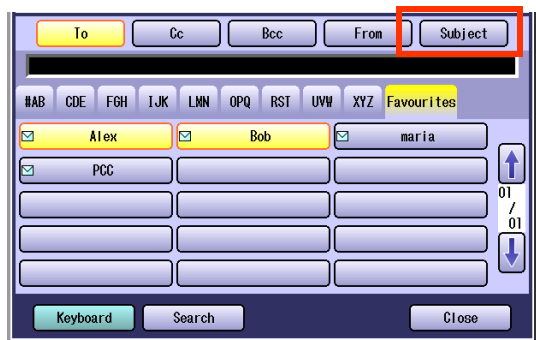 To Cc Bcc From Subject
#AB CDE FGH IJK LMN OPQ RST UVW XYZ Favourites
Alex Bob maria
PCC
01
/
01
Keyboard Search Close